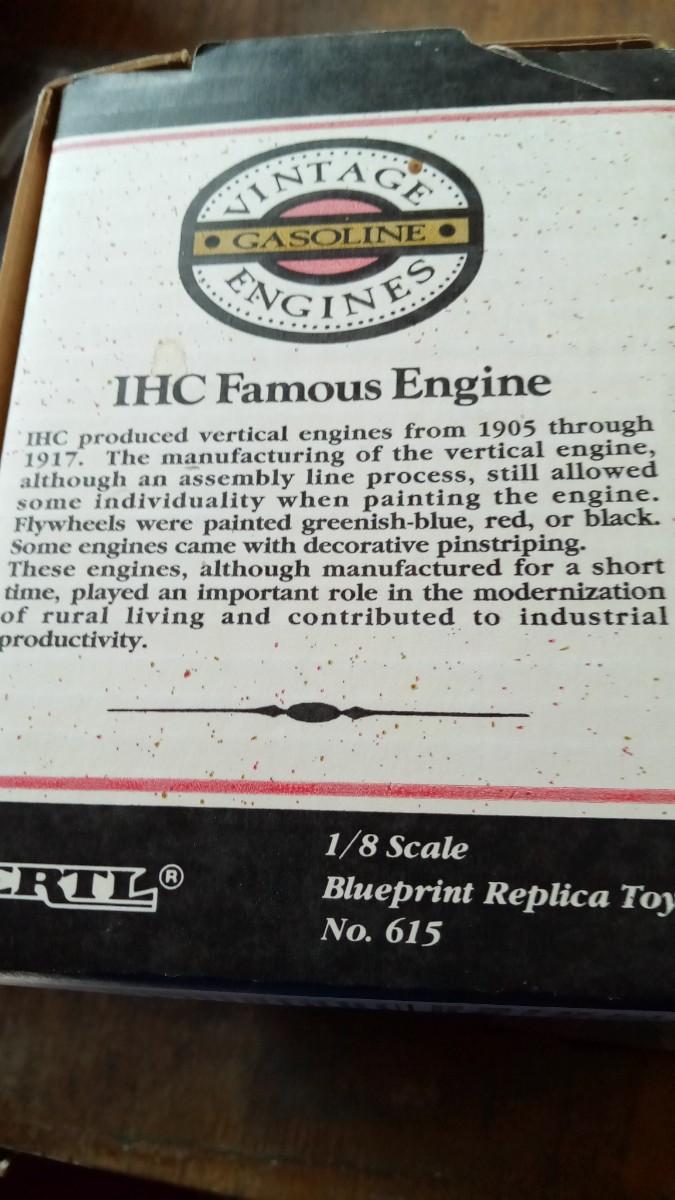 VINTAGE
GASOLINE
ENGINES
IHC Famous Engine
IHC produced vertical engines from 1905 through
1917. The manufacturing of the vertical engine,
although an assembly line process, still allowed
some individuality when painting the engine.
Flywheels were painted greenish-blue, red, or black.
Some engines came with decorative pinstriping.
These engines, although manufactured for a short
time, played an important role in the modernization
of rural living and contributed to industrial
productivity.
ERTL®
1/8 Scale
Blueprint Replica Toy
No. 615